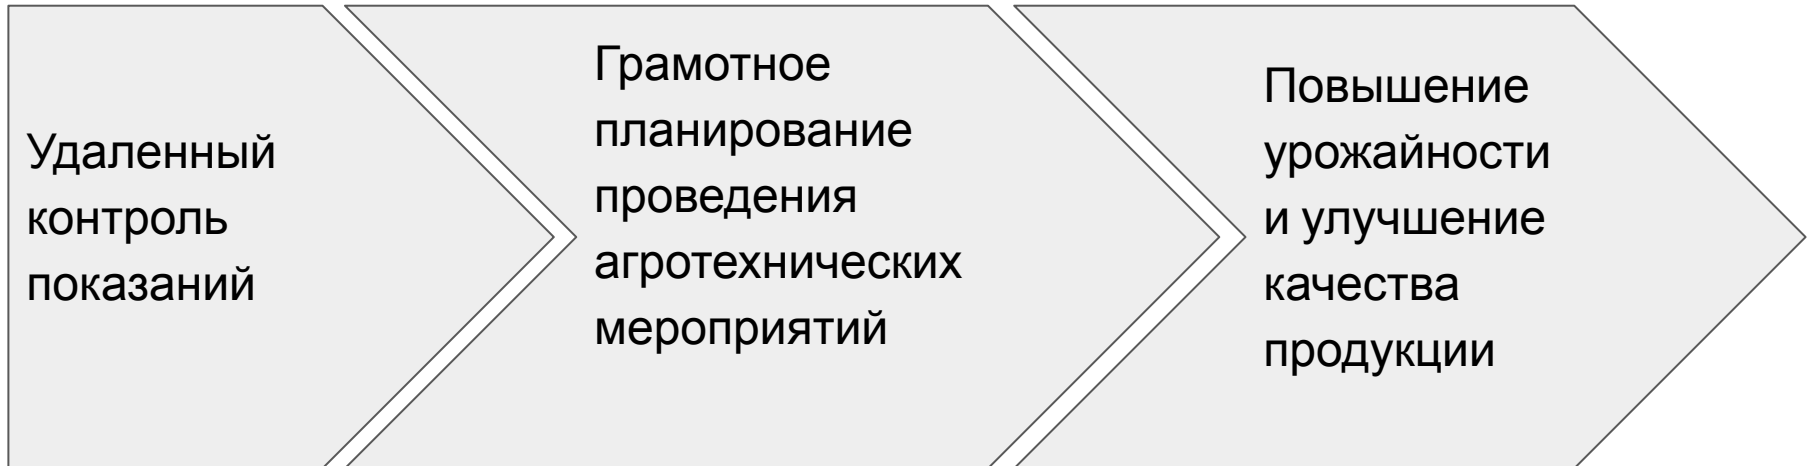 Удаленный
контроль
показаний
Грамотное
планирование
проведения
агротехнических
мероприятий
Повышение
урожайности
и улучшение
качества
продукции